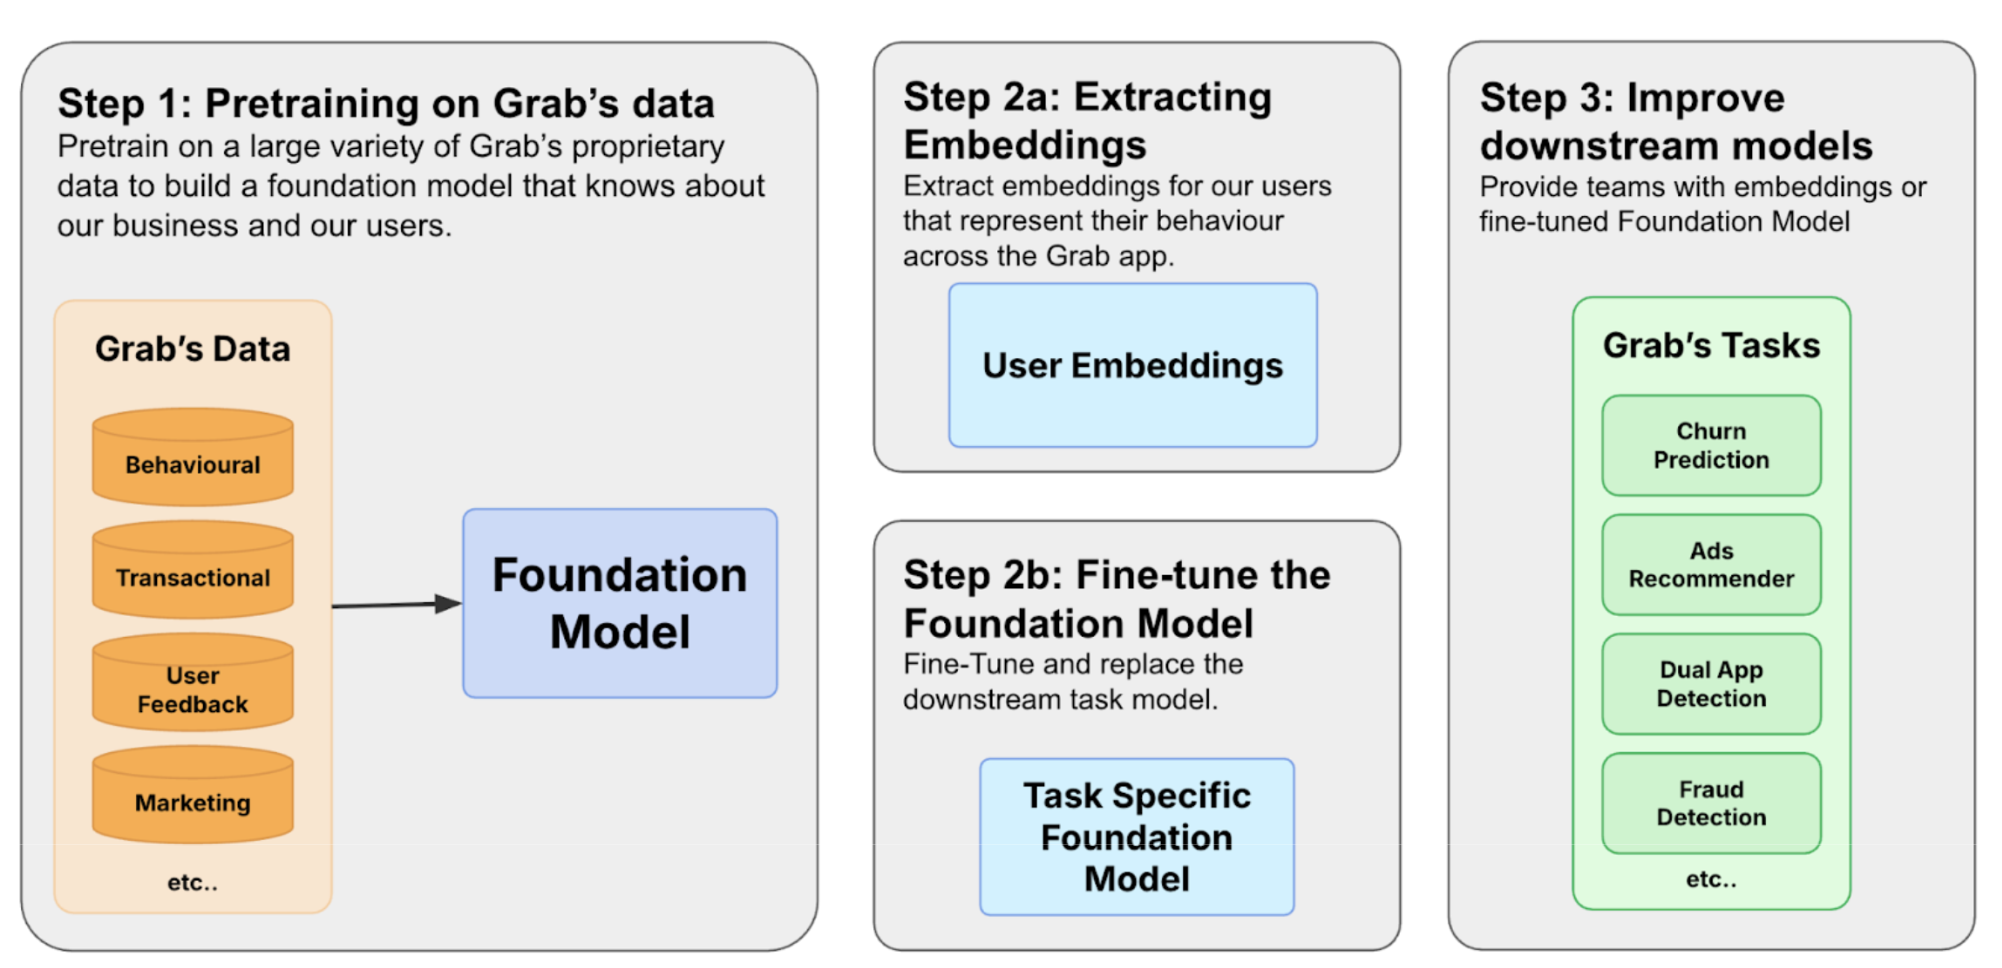 Step 1: Pretraining on Grab’s data
Pretrain on a large variety of Grab’s proprietary
data to build a foundation model that knows about
our business and our users.
Grab’s Data
Behavioural
Transactional
User
Feedback
Marketing
etc..
Foundation
Model
Step 2a: Extracting
Embeddings
Extract embeddings for our users
that represent their behaviour
across the Grab app.
User Embeddings
Step 2b: Fine-tune the
Foundation Model
Fine-Tune and replace the
downstream task model.
Task Specific
Foundation
Model
Step 3: Improve
downstream models
Provide teams with embeddings or
fine-tuned Foundation Model
Grab’s Tasks
Churn
Prediction
Ads
Recommender
Dual App
Detection
Fraud
Detection
etc..